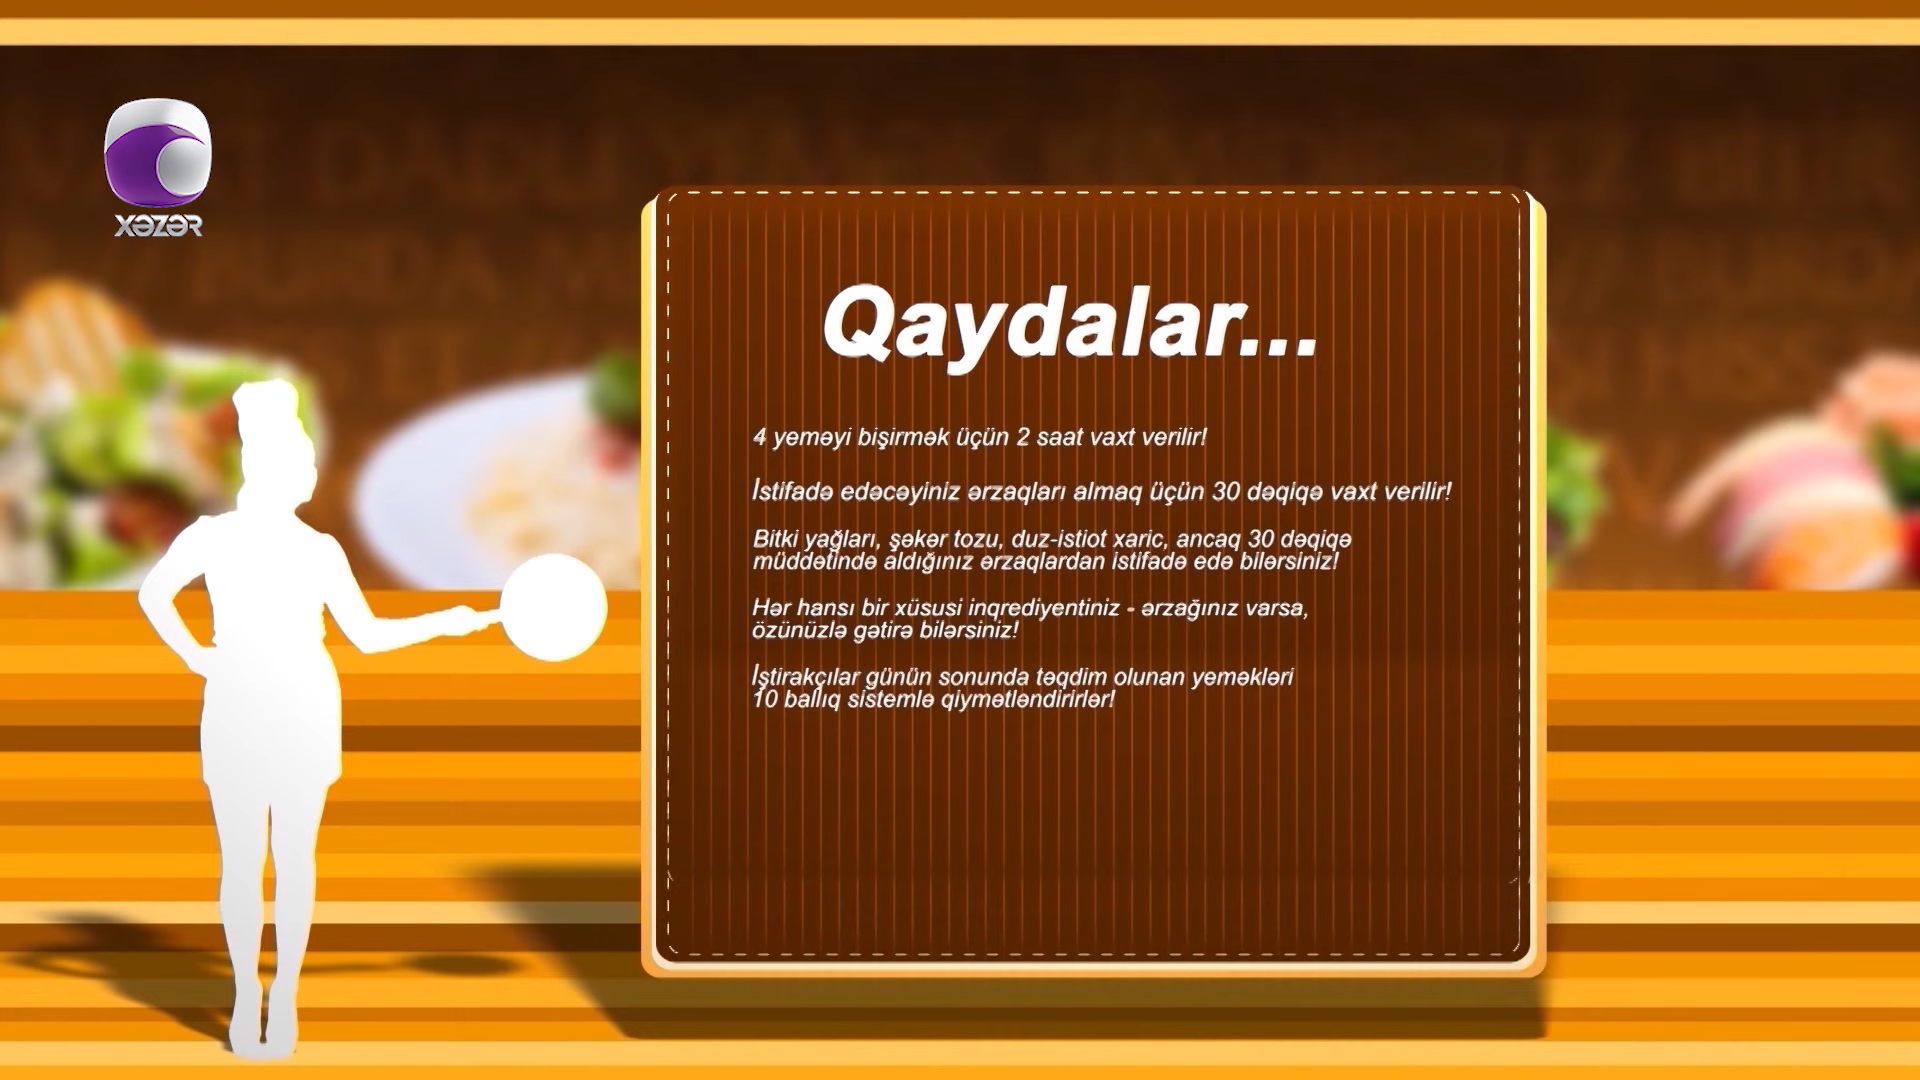 XƏZƏR
Qaydalar...
4 yeməyi bişirmək üçün 2 saat vaxt verilir!
İstifadə edəcəyiniz ərzaqları almaq üçün 30 dəqiqə vaxt verilir!
Bitki yağları, şəkər tozu, duz-istiot xaric, ancaq 30 dəqiqə
müddətində aldığınız ərzaqlardan istifadə edə bilərsiniz!
Hər hansı bir xüsusi inqrediyentiniz - ərzağınız varsa,
özünüzlə gətirə bilərsiniz!
İştirakçılar günün sonunda təqdim olunan yeməkləri
10 ballıq sistemlə qiymətləndirirlər!